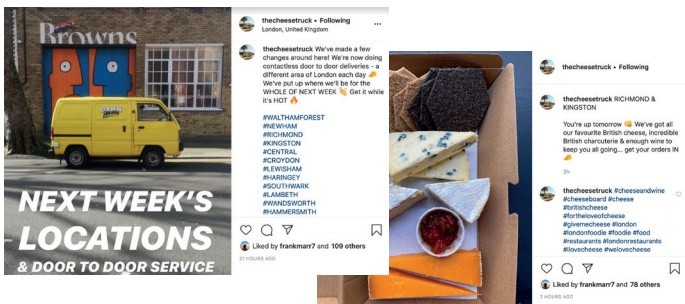 Browns
NEXT WEEK'S
LOCATIONS
& DOOR TO DOOR SERVICE
thecheesetruck • Following
London, United Kingdom
thecheesetruck We've made a few
changes around here! We're now doing
contactless door to door deliveries - a
different area of London each day 🧀
We've put up where we'll be for the
WHOLE OF NEXT WEEK 👏 Get it while
it's HOT 🔥
#WALTHAMFOREST
#NEWHAM
#RICHMOND
#KINGSTON
#CENTRAL
#CROYDON
#LEWISHAM
#HARINGEY
#SOUTHWARK
#LAMBETH
#WANDSWORTH
#HAMMERSMITH
Liked by frankmarr7 and 109 others
21 HOURS AGO
thecheesetruck • Following
thecheesetruck RICHMOND &
KINGSTON
You're up tomorrow 👊 We've got all
our favourite British cheese, incredible
British charcuterie & enough wine to
keep you all going... get your orders IN
🧀
2h
thecheesetruck #cheeseandwine
#cheeseboard #cheese
#britishcheese
#fortheloveofcheese
#givemecheese #london
#londonfoodie #foodie #food
#restaurants #londonrestaurants
#ilovecheese #welovecheese
Liked by frankmarr7 and 78 others